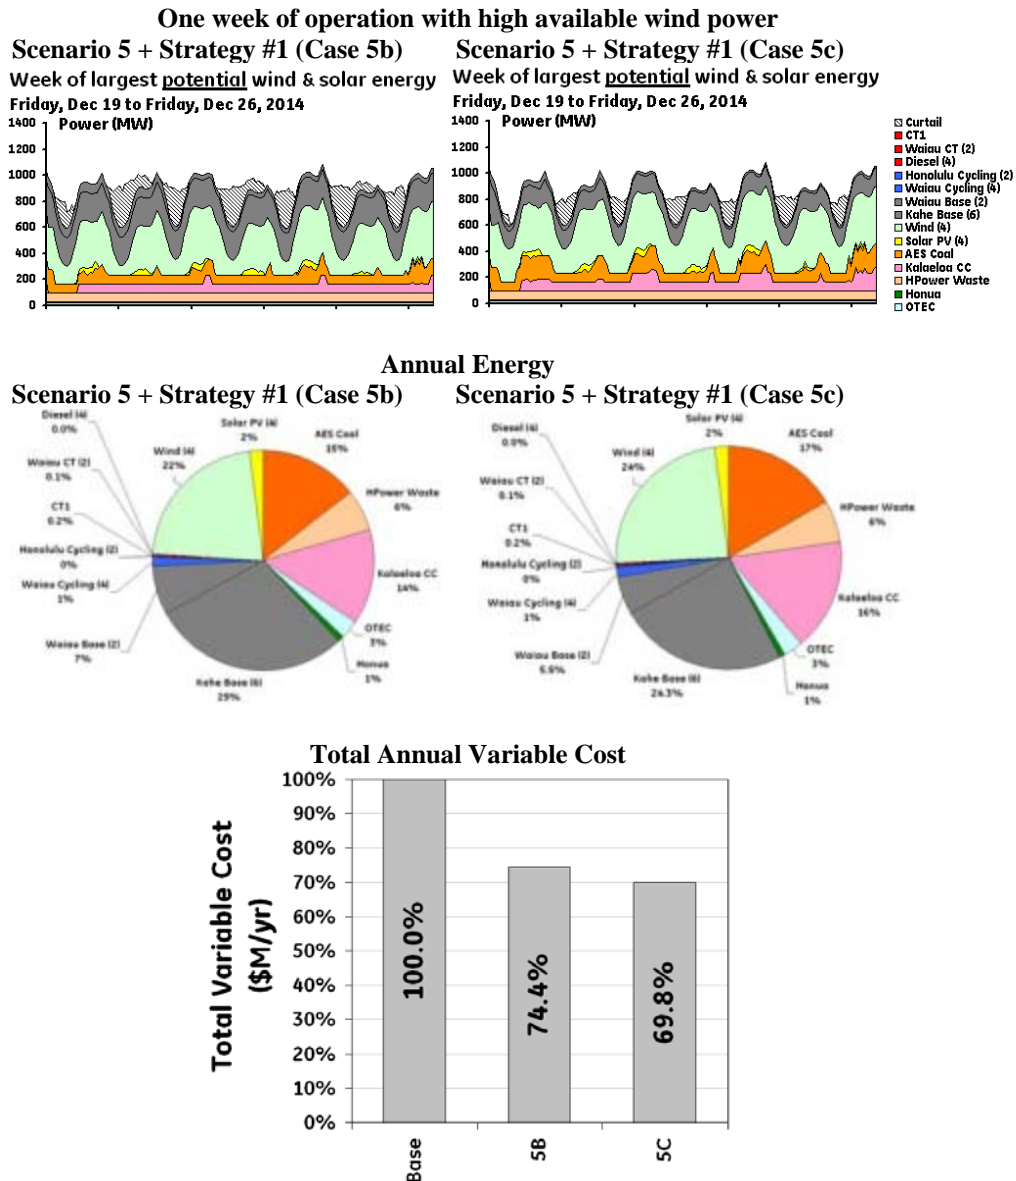 One week of operation with high available wind power
Scenario 5 + Strategy #1 (Case 5b)
Scenario 5 + Strategy #1 (Case 5c)
Week of largest potential wind & solar energy
Friday, Dec 19 to Friday, Dec 26, 2014
Power (MW)
1400
1200
1000
800
600
400
200
0
Week of largest potential wind & solar energy
Friday, Dec 19 to Friday, Dec 26, 2014
Power (MW)
1400
1200
1000
800
600
400
200
0
Curtail
CT1
Waiau CT (2)
Diesel (4)
Honolulu Cycling (2)
Waiau Cycling (4)
Waiau Base (2)
Kahe Base (6)
Wind (4)
Solar PV (4)
AES Coal
Kalaeloa CC
HPower Waste
Honua
OTEC
Annual Energy
Scenario 5 + Strategy #1 (Case 5b)
Scenario 5 + Strategy #1 (Case 5c)
Diesel (4)
0.0%
Solar PV (4)
2%
AES Coal
15%
Wind (4)
22%
Waiau CT (2)
0.1%
HPower Waste
6%
CT1
0.2%
Honolulu Cycling (2)
0%
Kalaeloa CC
14%
Waiau Cycling (4)
1%
OTEC
3%
Waiau Base (2)
7%
Honua
1%
Kahe Base (6)
29%
Solar PV (4)
2%
Diesel (4)
0.0%
AES Coal
17%
Wind (4)
24%
Waiau CT (2)
0.1%
HPower Waste
6%
CT1
0.2%
Honolulu Cycling (2)
0%
Kalaeloa CC
16%
Waiau Cycling (4)
1%
OTEC
3%
Waiau Base (2)
Kahe Base (6)
24.3%
Honua
1%
Total Annual Variable Cost
Total Variable Cost
($M/yr)
100%
90%
80%
70%
60%
50%
40%
30%
20%
10%
0%
100.0%
74.4%
69.8%
Base
5B
5C